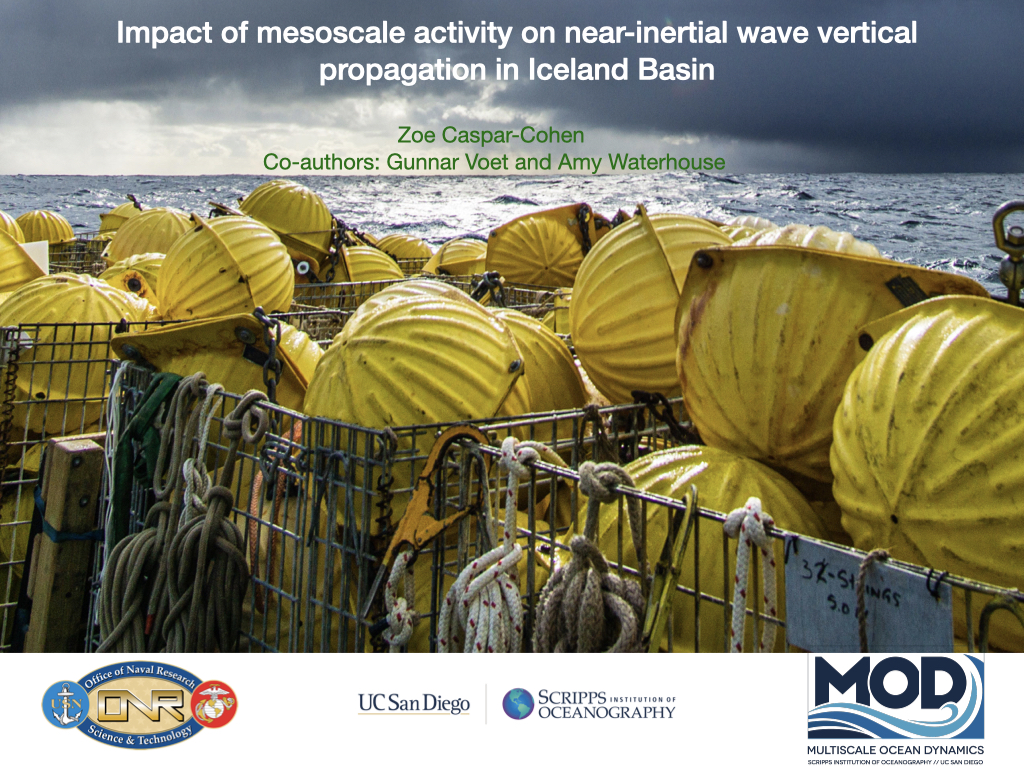 Impact of mesoscale activity on near-inertial wave vertical
propagation in Iceland Basin
Zoe Caspar-Cohen
Co-authors: Gunnar Voet and Amy Waterhouse
Office of Naval Research
USN
ONR
Science & Technology
UC San Diego
SCRIPPS INSTITUTION OF
OCEANOGRAPHY
MOD
MULTISCALE OCEAN DYNAMICS
SCRIPPS INSTITUTION OF OCEANOGRAPHY // UC SAN DIEGO